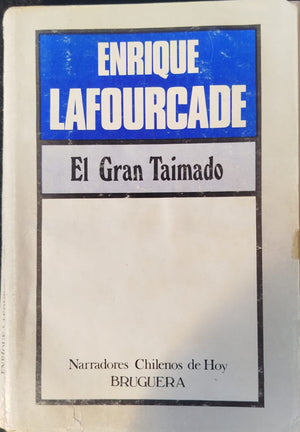 ENRIQUE
LAFOURCADE
El Gran Taimado
Narradores Chilenos de Hoy
BRUGUERA